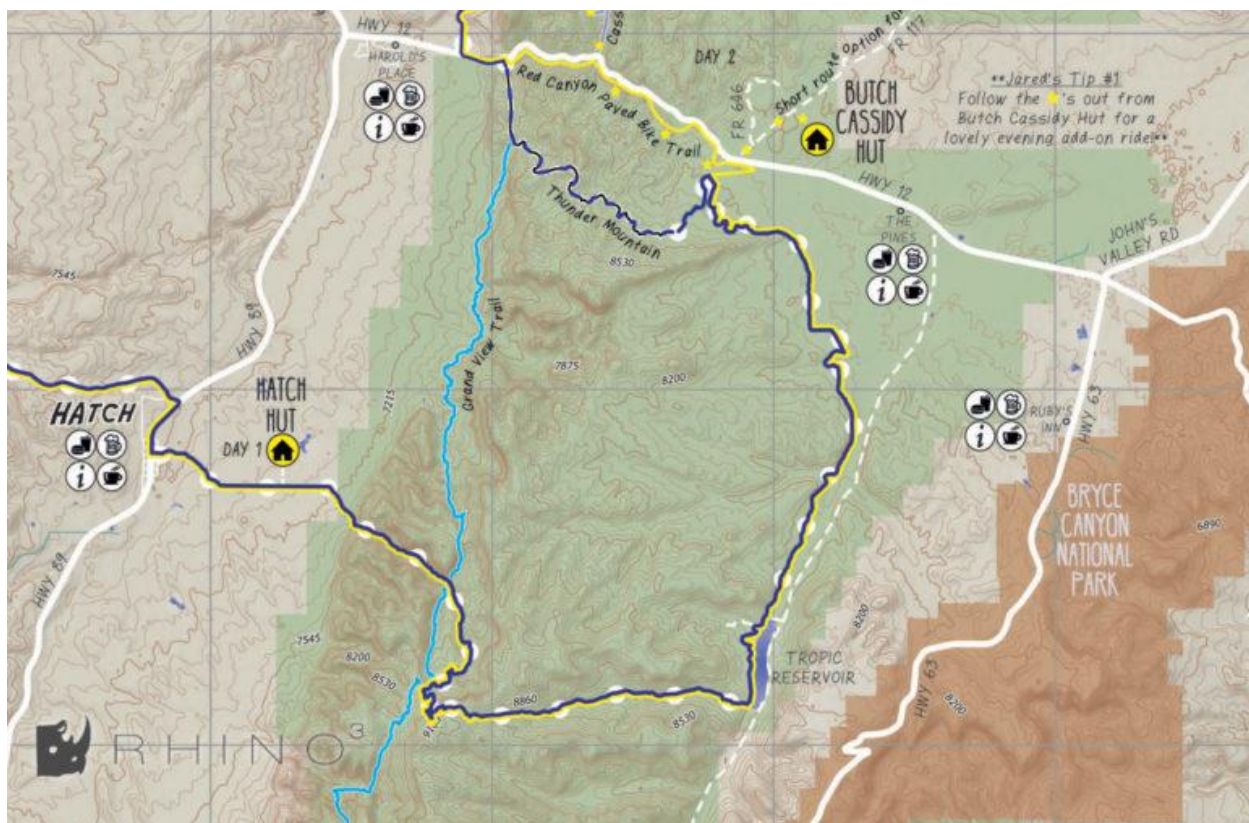 HWY 12
HAROLD'S
PLACE
i
Cass
DAY 2
Red Canyon Paved Bike Trail
FR 646
Short route option for
FR 1117
BUTCH
CASSIDY
HUT
**Jared's Tip #1
Follow the ★'s out from
Butch Cassidy Hut for a
lovely evening add-on ride!**
HWY 12
THE
PINES
i
JOHN'S
VALLEY RD
Thunder Mountain
8530
7545
HWY 89
Grand View Trail
7875
8200
7215
HATCH
i
HATCH
HUT
DAY 1
i
RUBY'S
INN
HWY 63
BRYCE
CANYON
NATIONAL
PARK
6890
HWY 89
7545
8200
8530
8860
8530
TROPIC
RESERVOIR
8200
HWY 63
8200
RHINO3